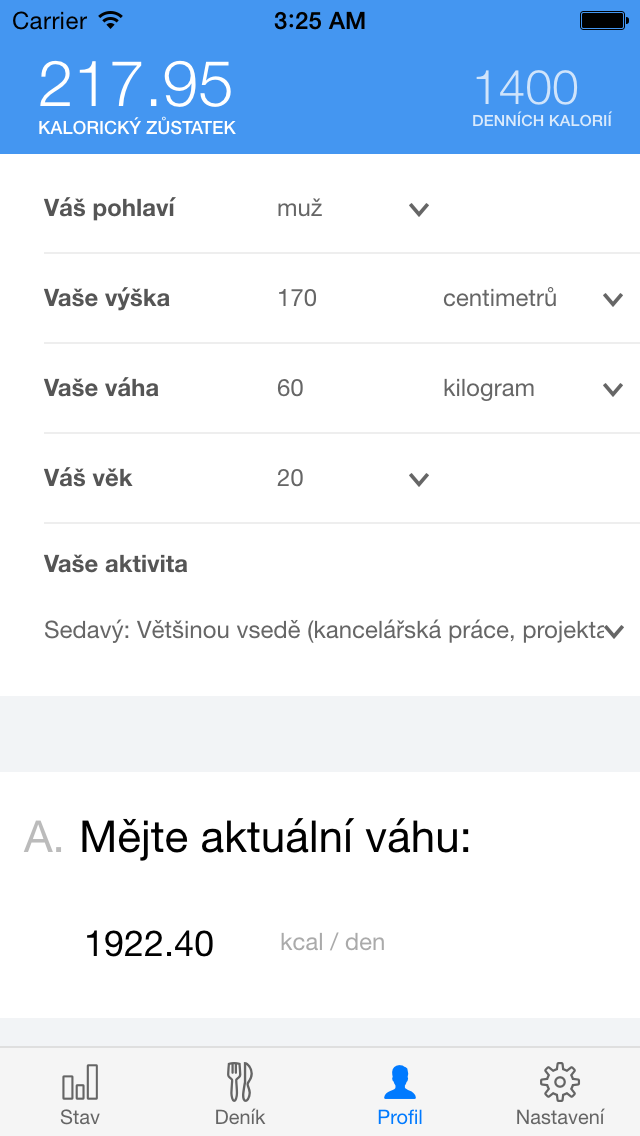 Carrier 3:25 AM
217.95 1400
KALORICKÝ ZŮSTATEK DENNÍCH KALORIÍ
Váš pohlaví muž
Vaše výška 170 centimetrů
Vaše váha 60 kilogram
Váš věk 20
Vaše aktivita
Sedavý: Většinou vsedě (kancelářská práce, projekta
A. Mějte aktuální váhu:
1922.40 kcal / den
Stav Deník Profil Nastavení